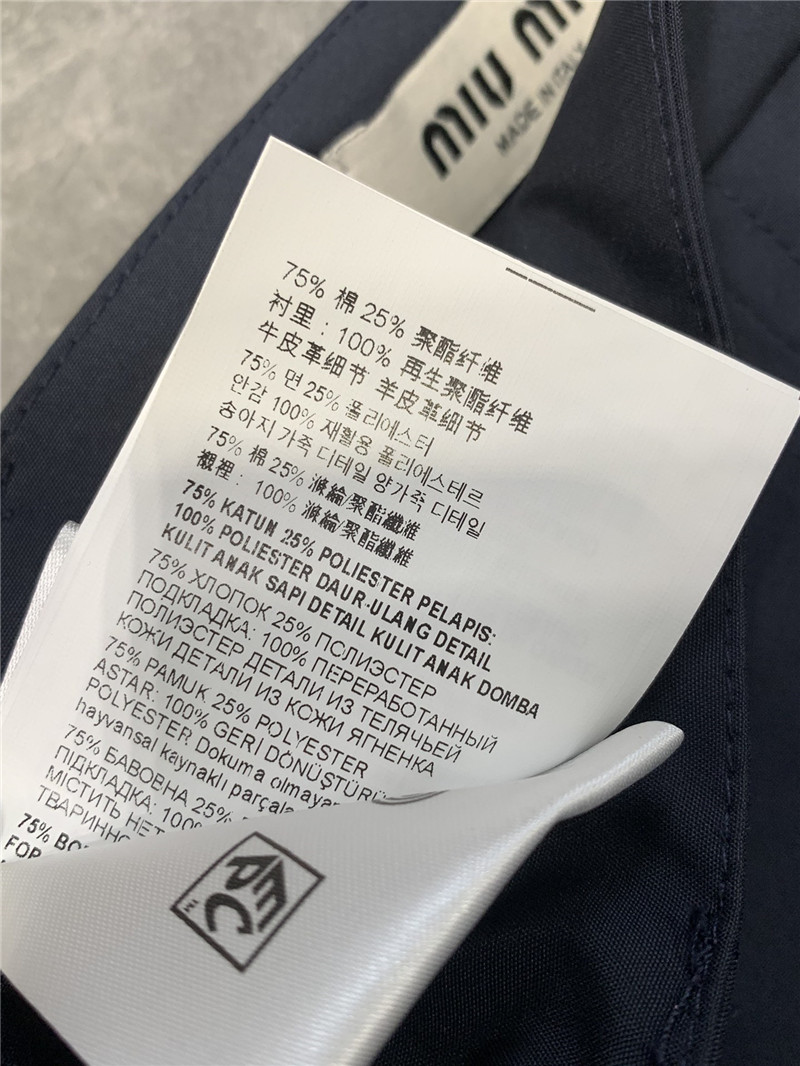 MIU MIU
MADE IN ITALY
75% 棉 25% 聚酯纤维
衬里：100% 再生聚酯纤维
牛皮革细节 羊皮革细节
75% 면 25% 폴리에스터
안감 100% 재활용 폴리에스테르
송아지 가죽 디테일 양가죽 디테일
75% 棉 25% 滌綸/聚酯纖維
襯裡：100% 滌綸/聚酯纖維
75% KATUN 25% POLIESTER PELAPIS:
100% POLIESTER DAUR-ULANG DETAIL
KULIT ANAK SAPI DETAIL KULIT ANAK DOMBA
75% ХЛОПОК 25% ПОЛИЭСТЕР
ПОДКЛАДКА: 100% ПЕРЕРАБОТАННЫЙ
ПОЛИЭСТЕР ДЕТАЛИ ИЗ ТЕЛЯЧЬЕЙ
КОЖИ ДЕТАЛИ ИЗ КОЖИ ЯГНЕНКА
75% PAMUK 25% POLYESTER
ASTAR: 100% GERİ DÖNÜŞTÜRÜ
POLYESTER Dokuma olmayan
hayvansal kaynaklı parçala
75% БАВОВНА 25%
ПІДКЛАДКА: 100%
МІСТИТЬ НЕТ
ТВАРИННО
75% BO
FOR
EPC™